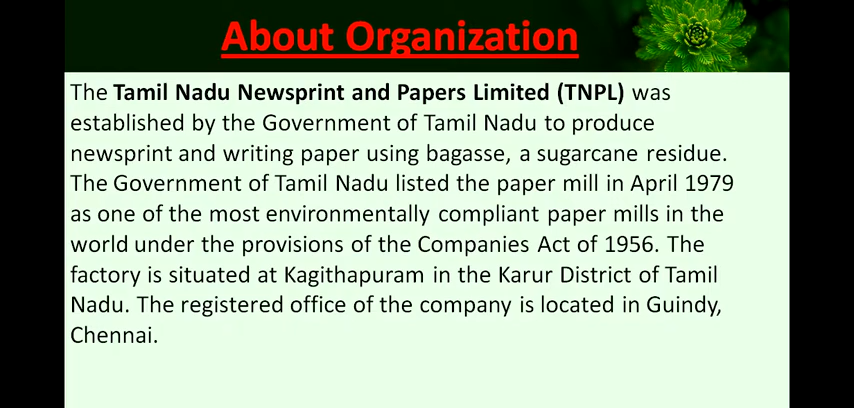 About Organization
The Tamil Nadu Newsprint and Papers Limited (TNPL) was
established by the Government of Tamil Nadu to produce
newsprint and writing paper using bagasse, a sugarcane residue.
The Government of Tamil Nadu listed the paper mill in April 1979
as one of the most environmentally compliant paper mills in the
world under the provisions of the Companies Act of 1956. The
factory is situated at Kagithapuram in the Karur District of Tamil
Nadu. The registered office of the company is located in Guindy,
Chennai.